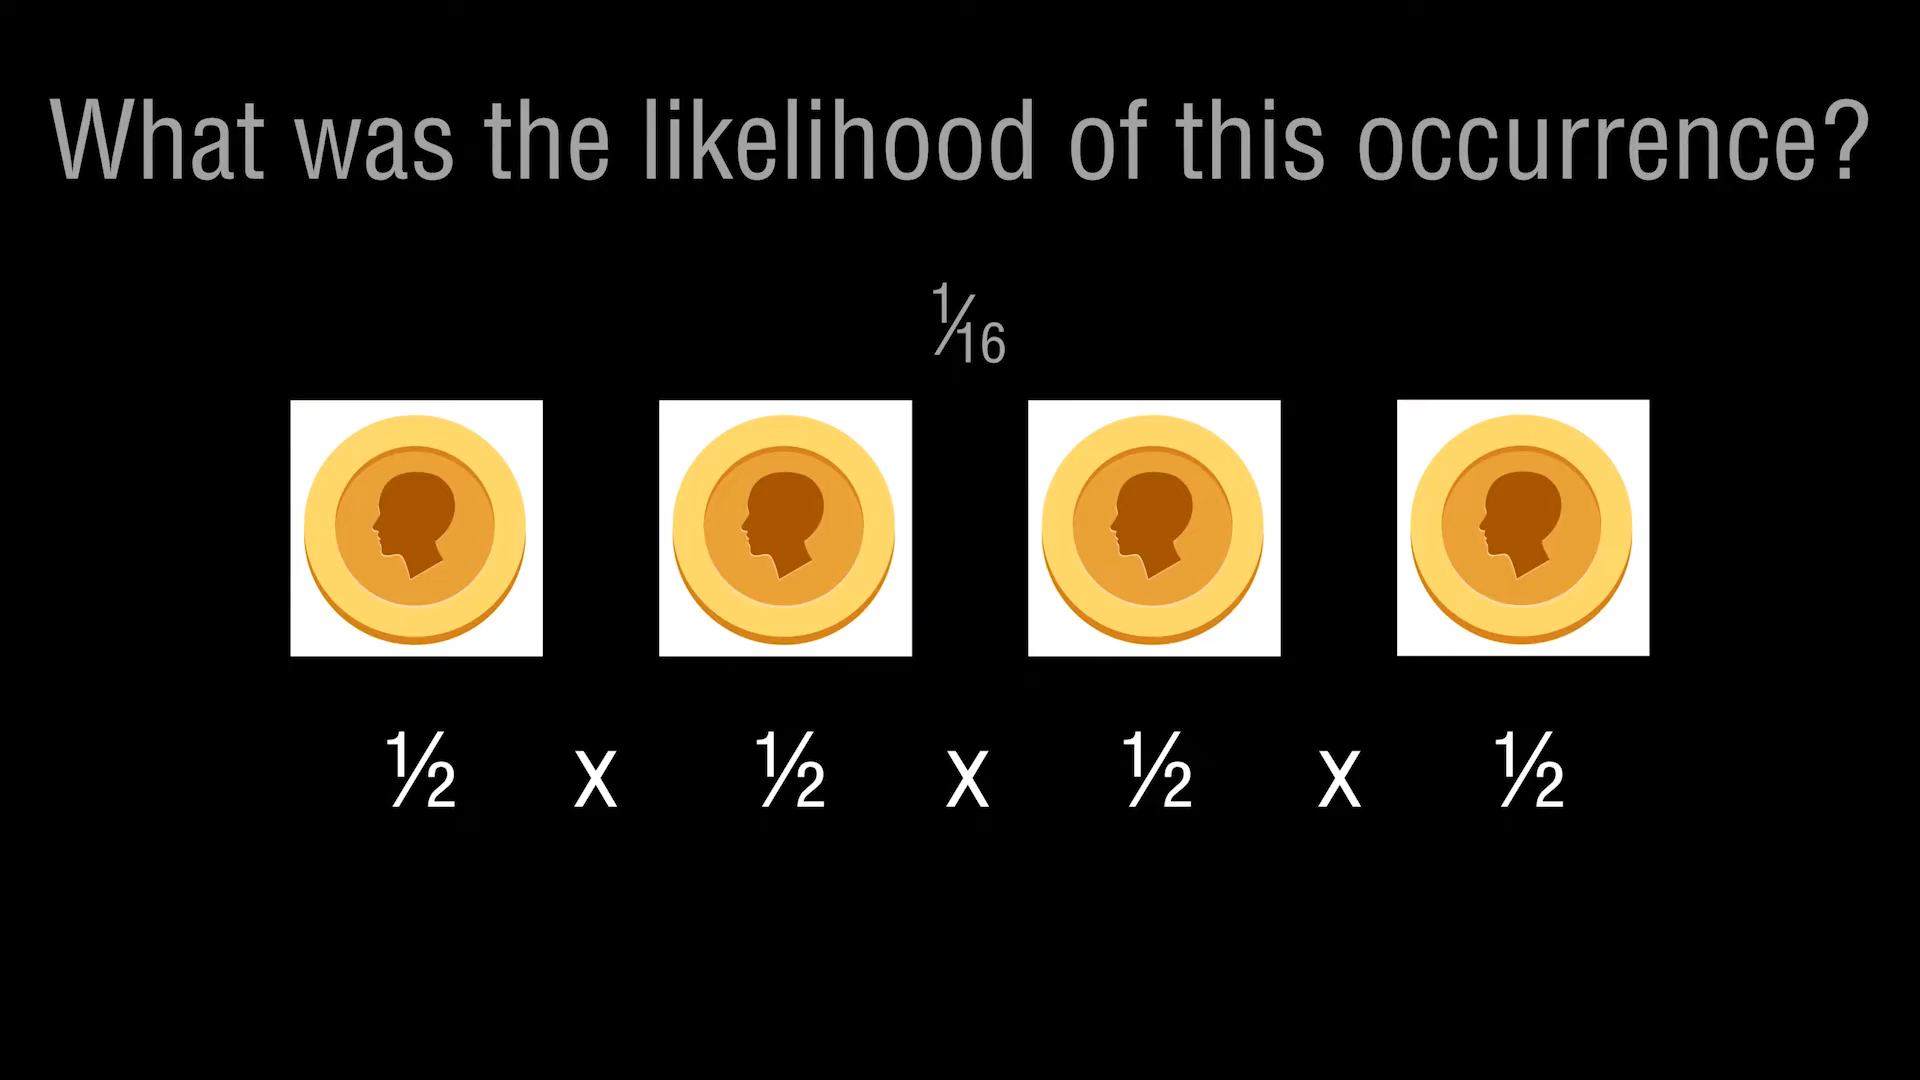 What was the likelihood of this occurrence?
1⁄16
½ x ½ x ½ x ½